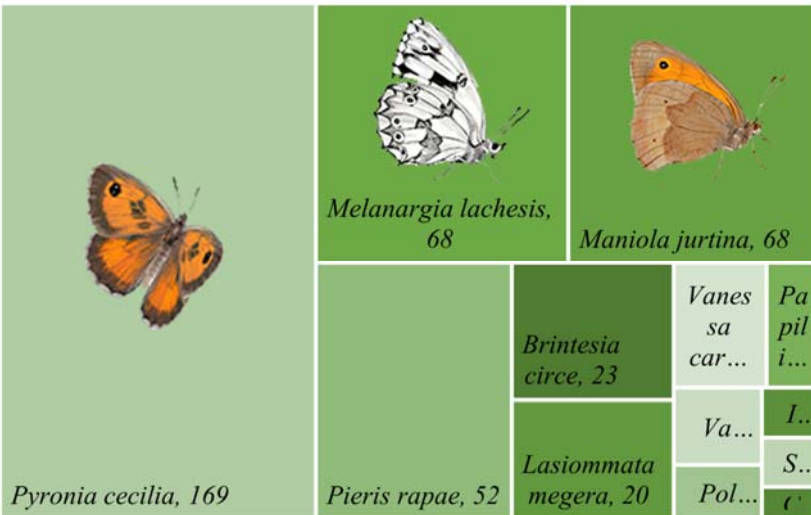 Melanargia lachesis,
68
Maniola jurtina, 68
Pyronia cecilia, 169
Pieris rapae, 52
Brintesia
circe, 23
Lasiommata
megera, 20
Vanes
sa
car...
Pa
pil
i...
Va...
Pol...
I...
S...